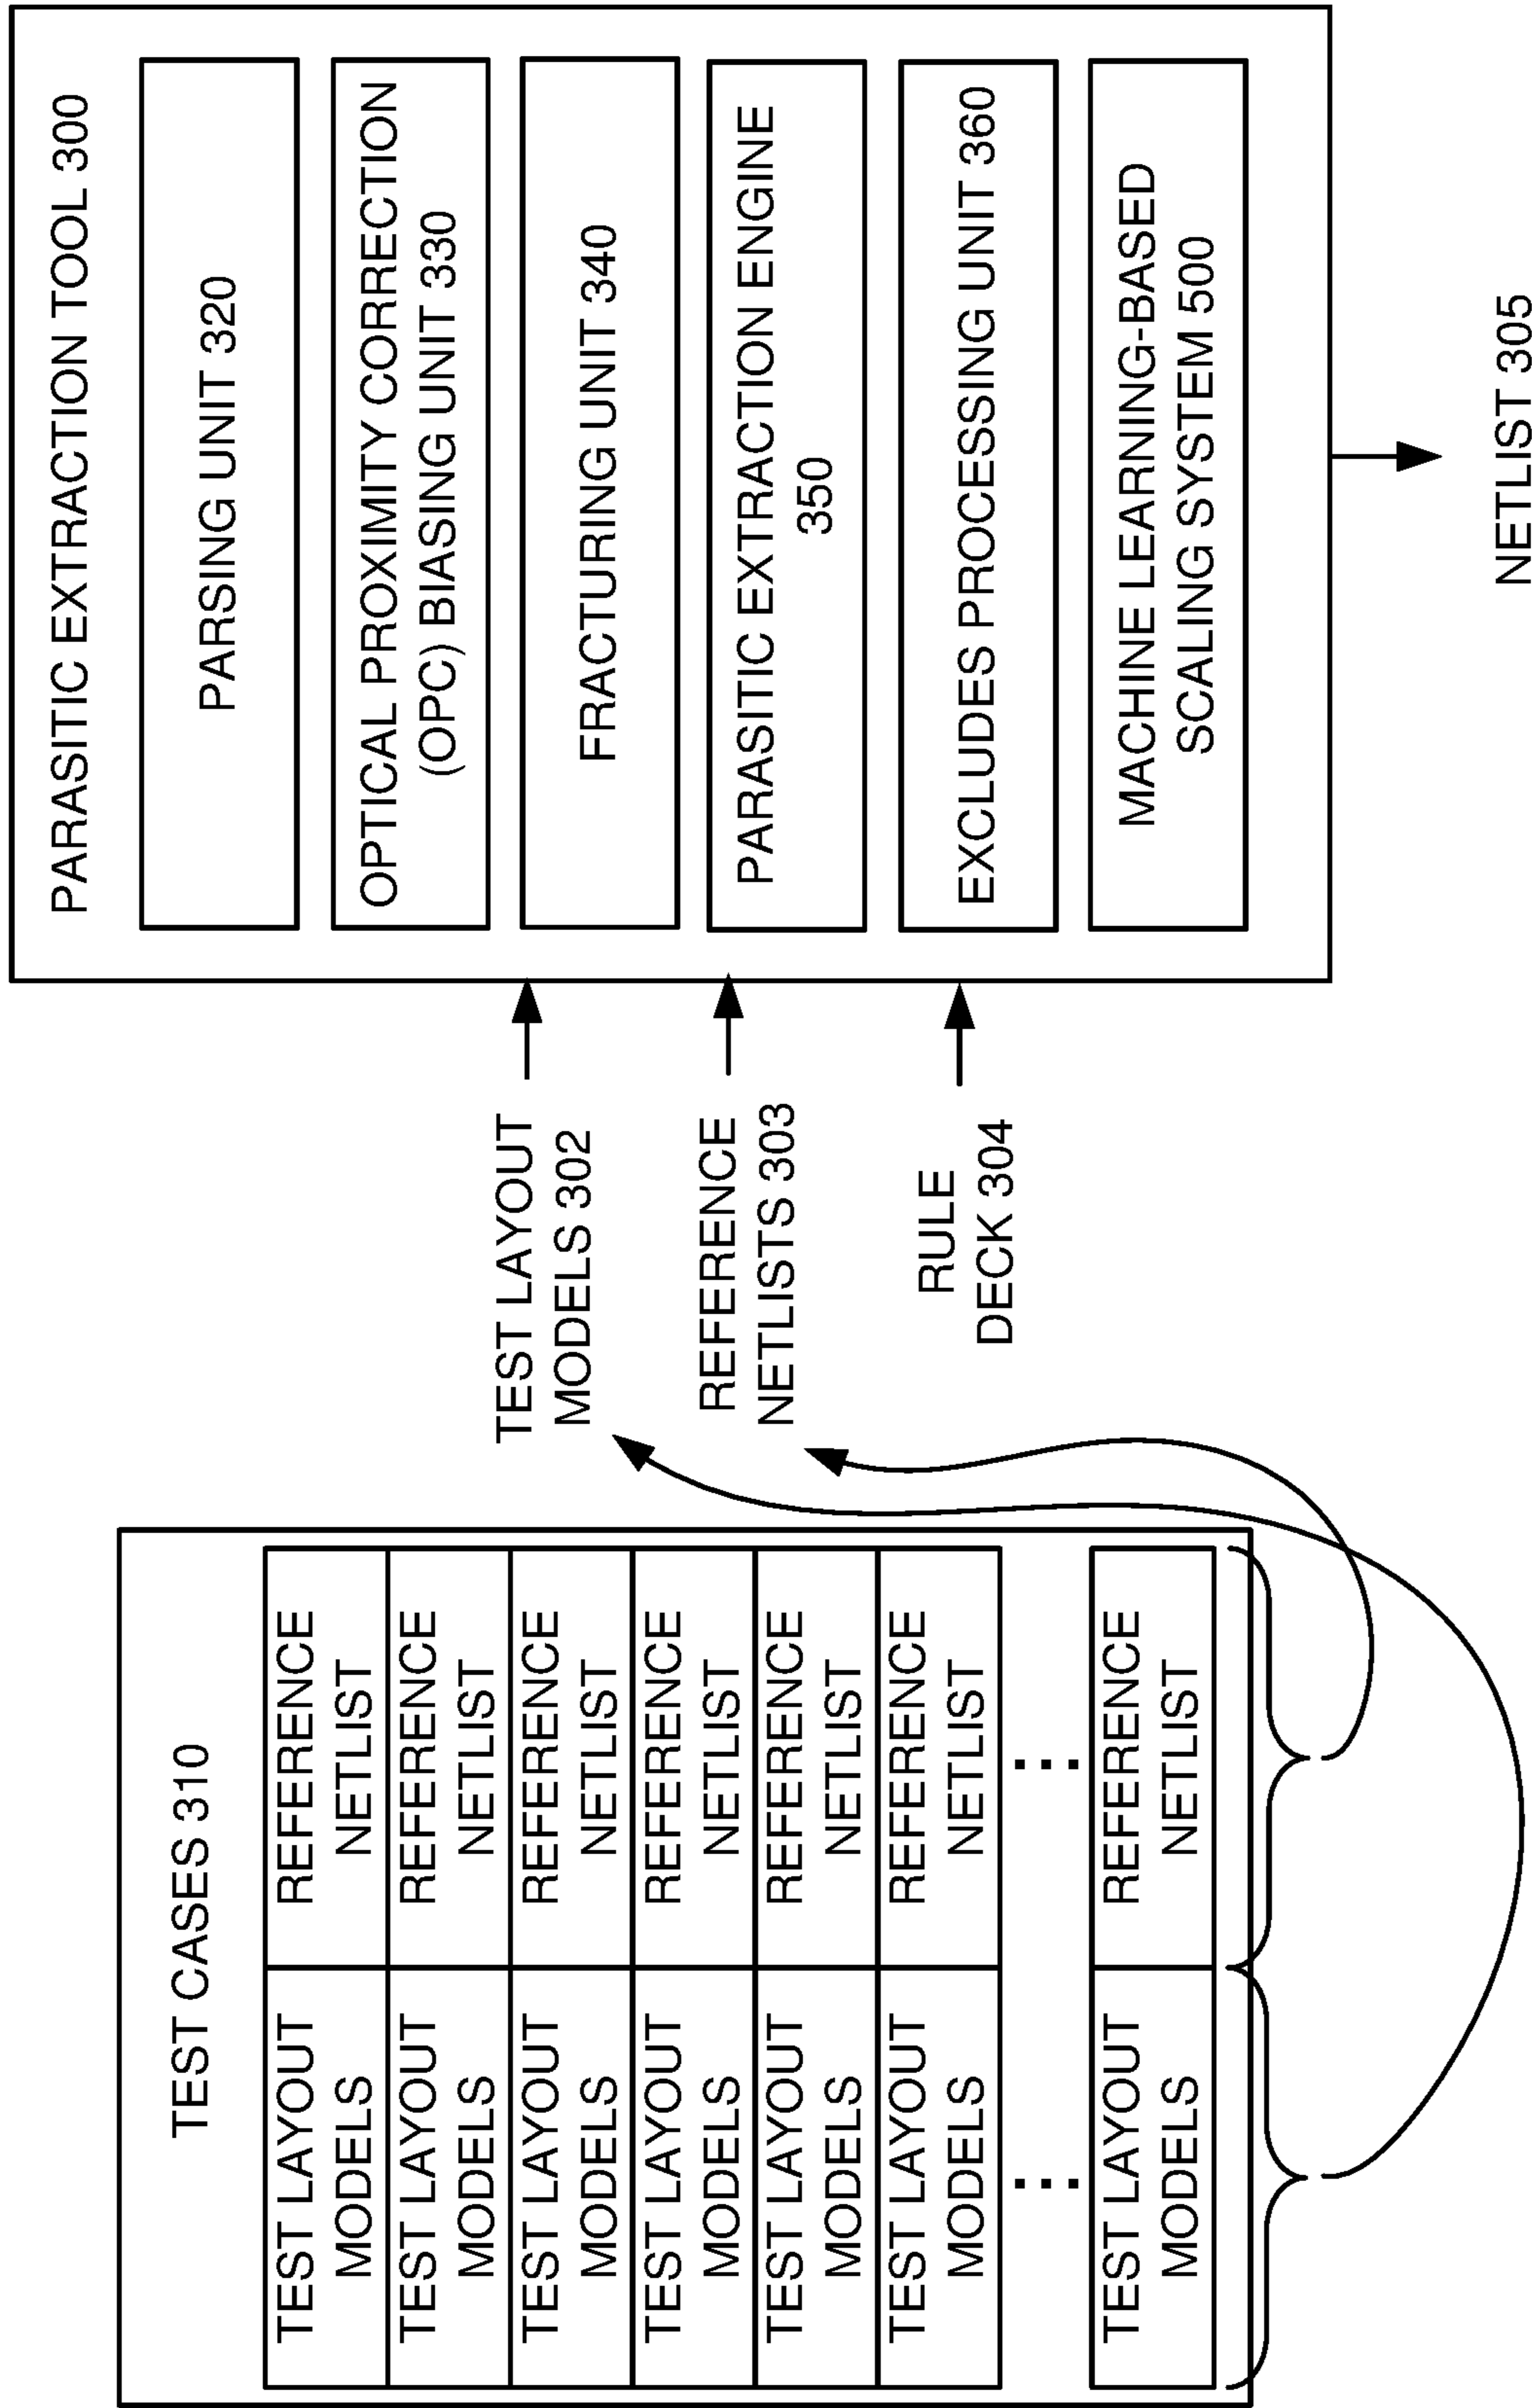 TEST CASES 310
TEST LAYOUT
MODELS
REFERENCE
NETLIST
TEST LAYOUT
MODELS
REFERENCE
NETLIST
TEST LAYOUT
MODELS
REFERENCE
NETLIST
TEST LAYOUT
MODELS
REFERENCE
NETLIST
TEST LAYOUT
MODELS
REFERENCE
NETLIST
TEST LAYOUT
MODELS
REFERENCE
NETLIST
...
...
TEST LAYOUT
MODELS
REFERENCE
NETLIST
TEST LAYOUT
MODELS 302
REFERENCE
NETLISTS 303
RULE
DECK 304
PARASITIC EXTRACTION TOOL 300
PARSING UNIT 320
OPTICAL PROXIMITY CORRECTION
(OPC) BIASING UNIT 330
FRACTURING UNIT 340
PARASITIC EXTRACTION ENGINE
350
EXCLUDES PROCESSING UNIT 360
MACHINE LEARNING-BASED
SCALING SYSTEM 500
NETLIST 305